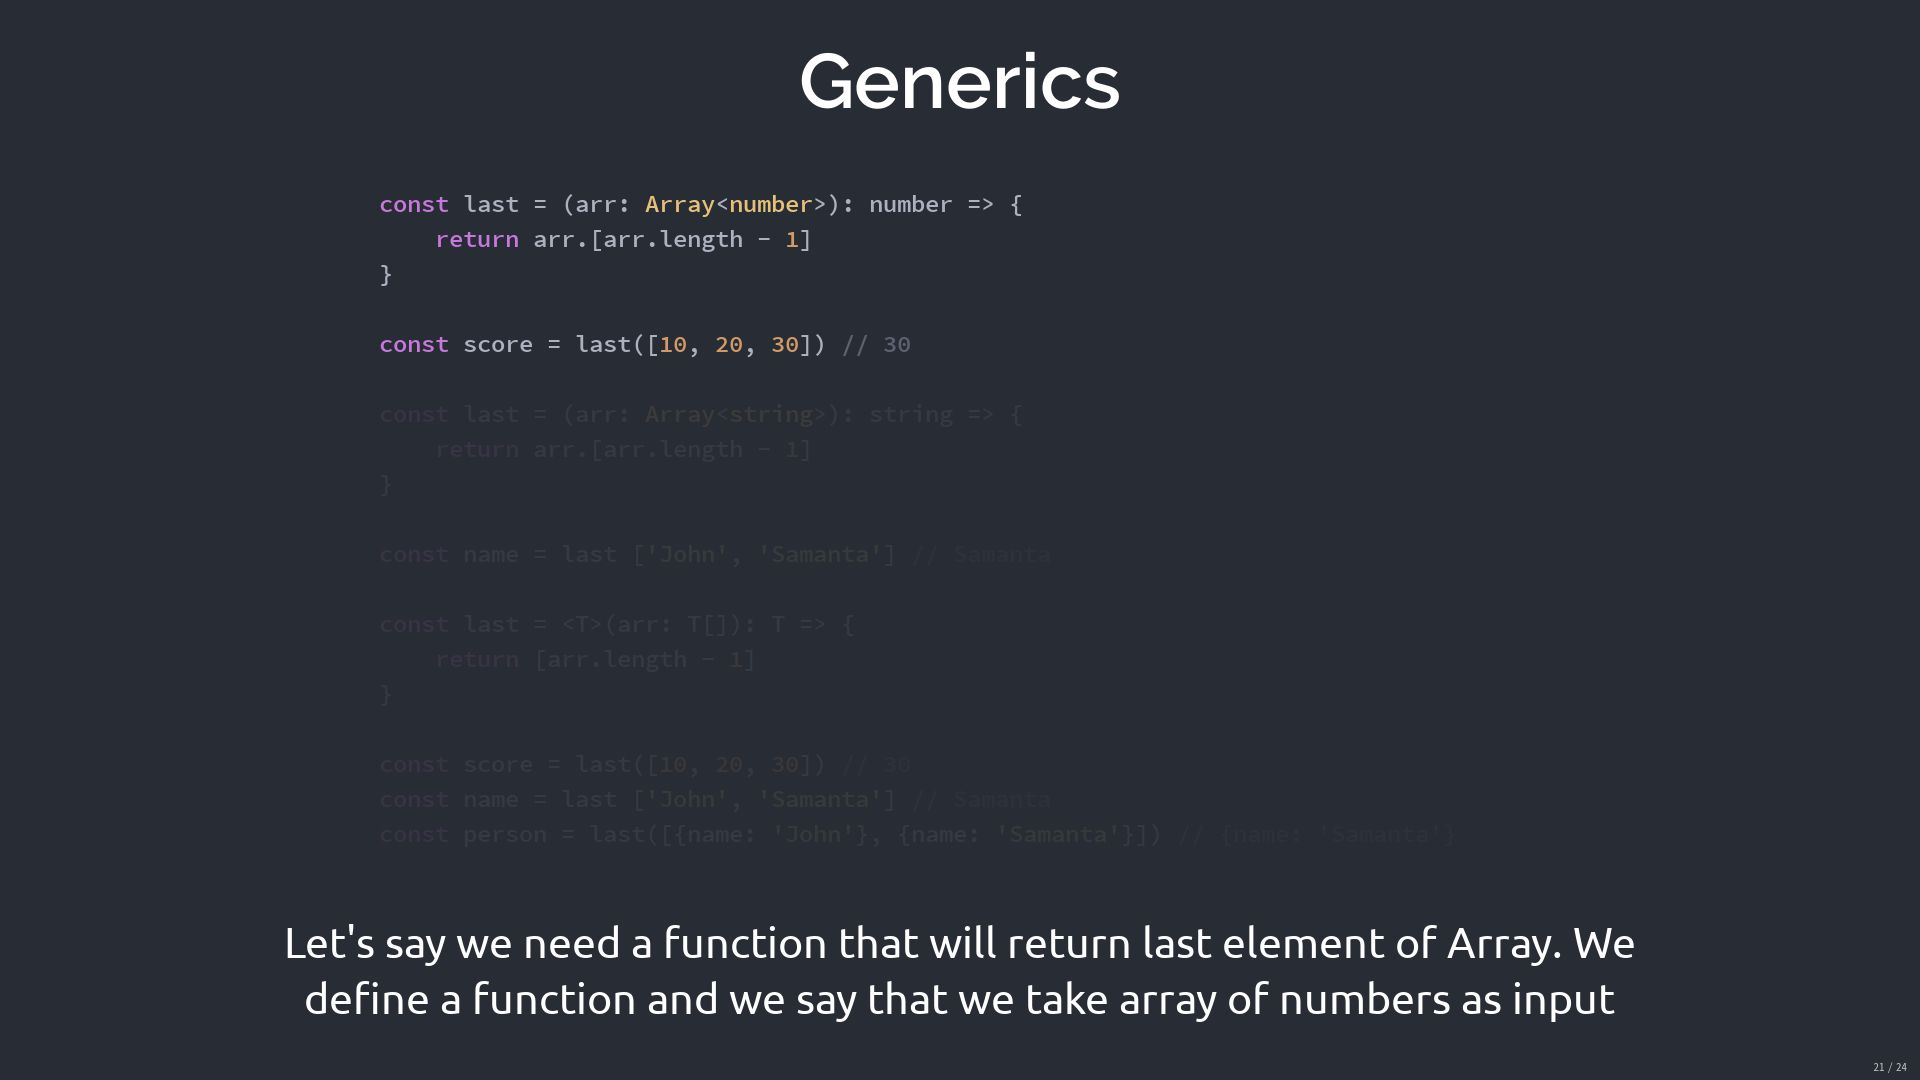 Generics
const last = (arr: Array<number>): number => {
    return arr.[arr.length - 1]
}
const score = last([10, 20, 30]) // 30
const last = (arr: Array<string>): string => {
    return arr.[arr.length - 1]
}
const name = last ['John', 'Samanta'] // Samanta
const last = <T>(arr: T[]): T => {
    return [arr.length - 1]
}
const score = last([10, 20, 30]) // 30
const name = last ['John', 'Samanta'] // Samanta
const person = last([{name: 'John'}, {name: 'Samanta'}]) // {name: 'Samanta'}
Let's say we need a function that will return last element of Array. We
define a function and we say that we take array of numbers as input
21 / 24